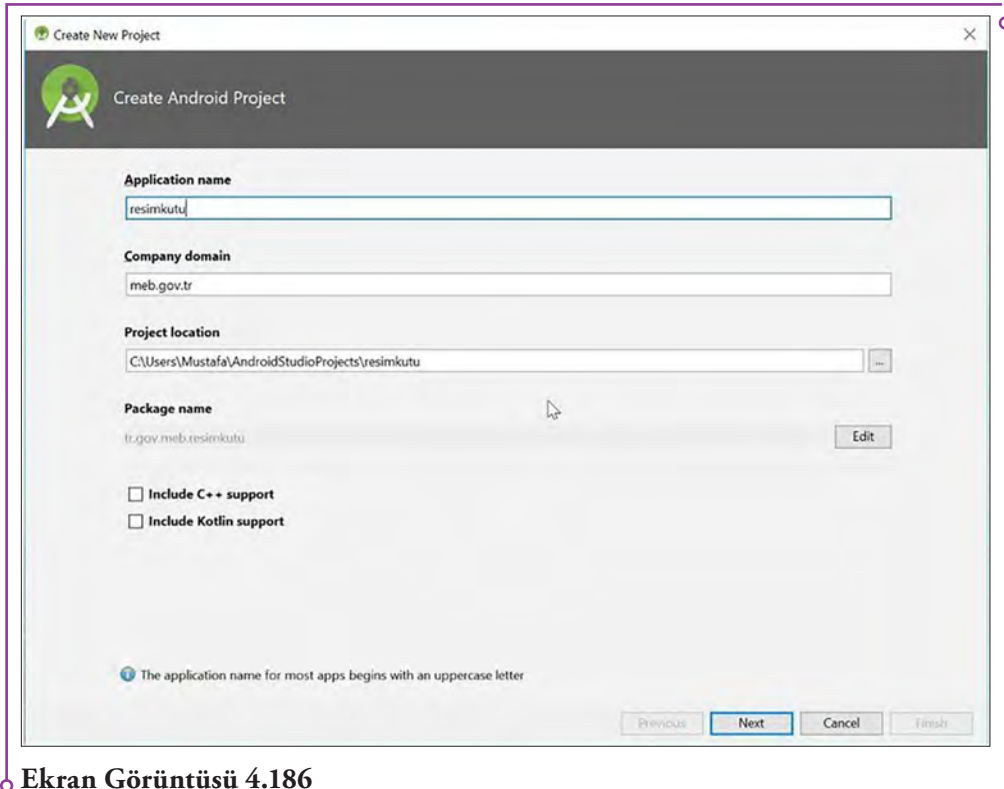 Create New Project
Create Android Project
Application name
resimkutu
Company domain
meb.gov.tr
Project location
C:\Users\Mustafa\AndroidStudioProjects\resimkutu
...
Package name
tr.gov.meb.resimkutu
Edit
Include C++ support
Include Kotlin support
The application name for most apps begins with an uppercase letter
Previous Next Cancel Finish
Ekran Görüntüsü 4.186